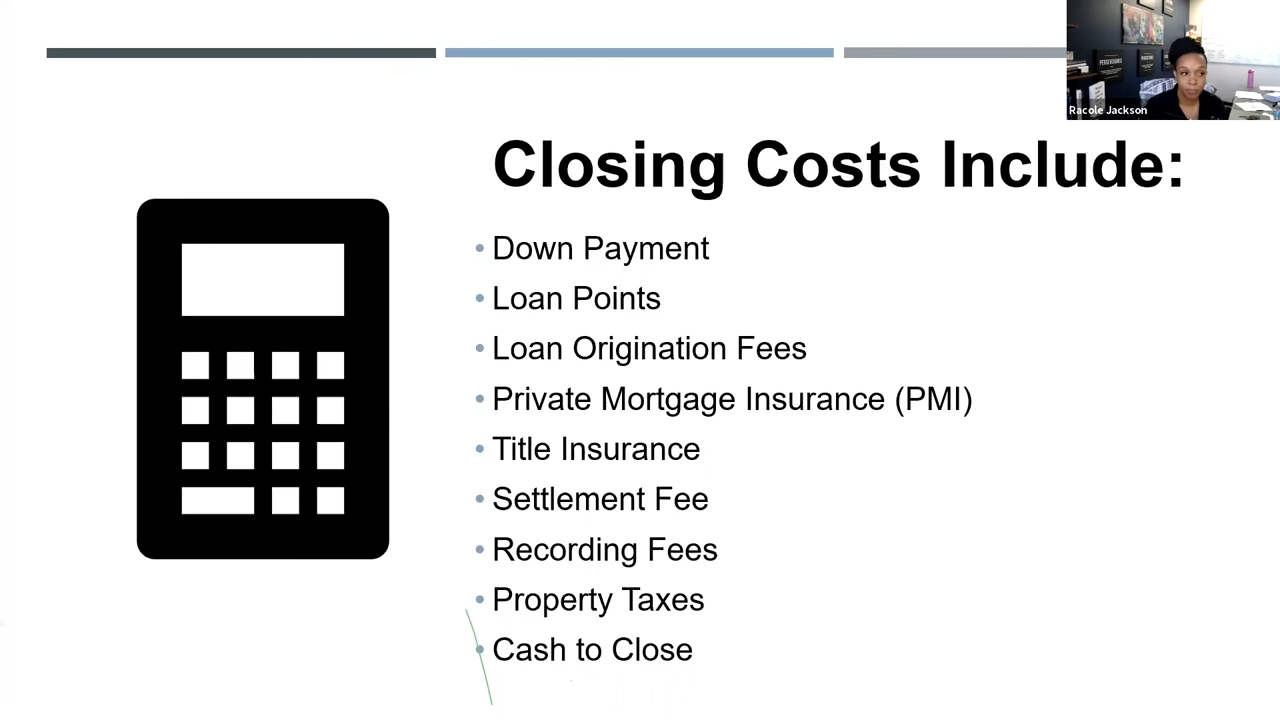 PERSEVERANCE
Racole Jackson
Closing Costs Include:
• Down Payment
• Loan Points
• Loan Origination Fees
• Private Mortgage Insurance (PMI)
• Title Insurance
• Settlement Fee
• Recording Fees
• Property Taxes
• Cash to Close